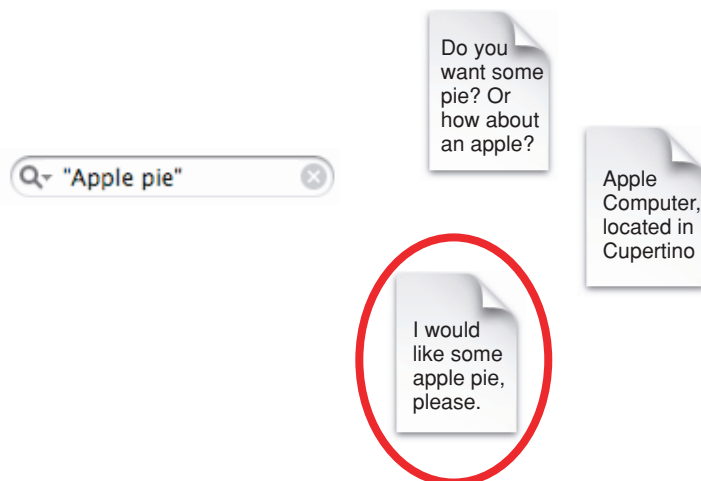 "Apple pie"
Do you
want some
pie? Or
how about
an apple?
Apple
Computer,
located in
Cupertino
I would
like some
apple pie,
please.